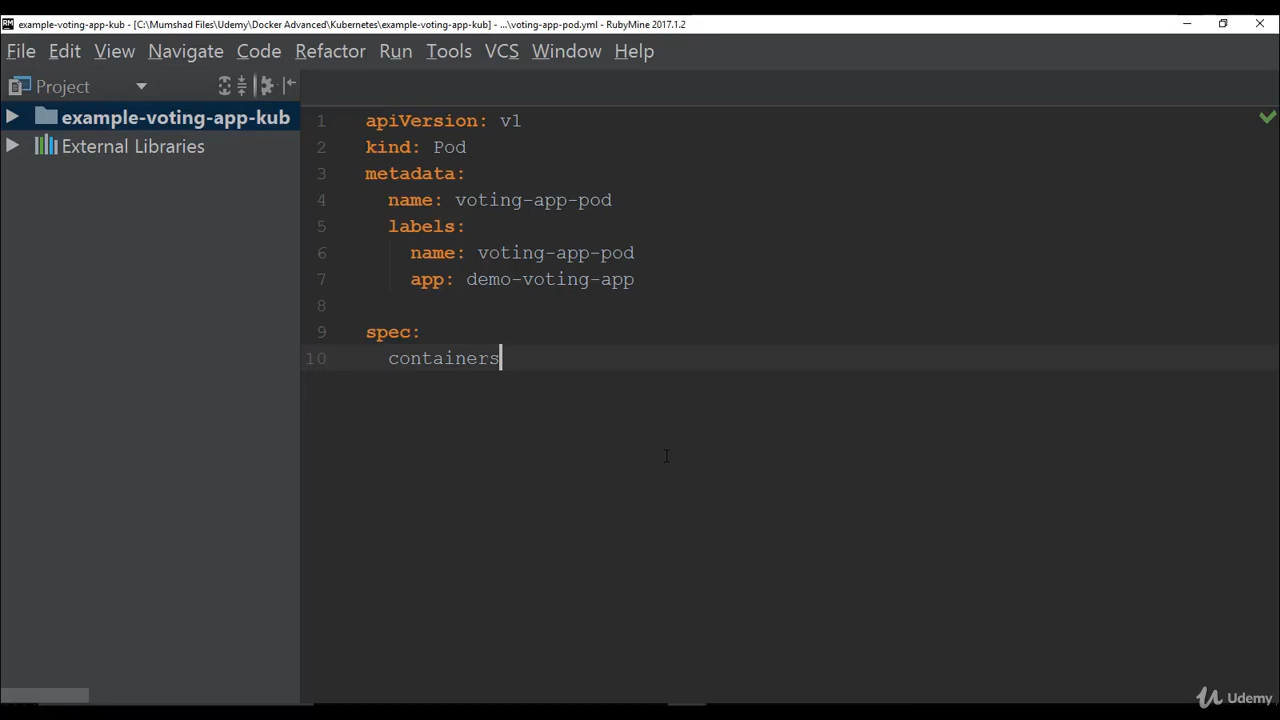 RM example-voting-app-kub - [C:\Mumshad Files\Udemy\Docker Advanced\Kubernetes\example-voting-app-kub] - ...\voting-app-pod.yml - RubyMine 2017.1.2
File Edit View Navigate Code Refactor Run Tools VCS Window Help
Project
example-voting-app-kub
External Libraries
1 apiVersion: v1
2 kind: Pod
3 metadata:
4   name: voting-app-pod
5   labels:
6     name: voting-app-pod
7     app: demo-voting-app
8
9 spec:
10   containers
Udemy